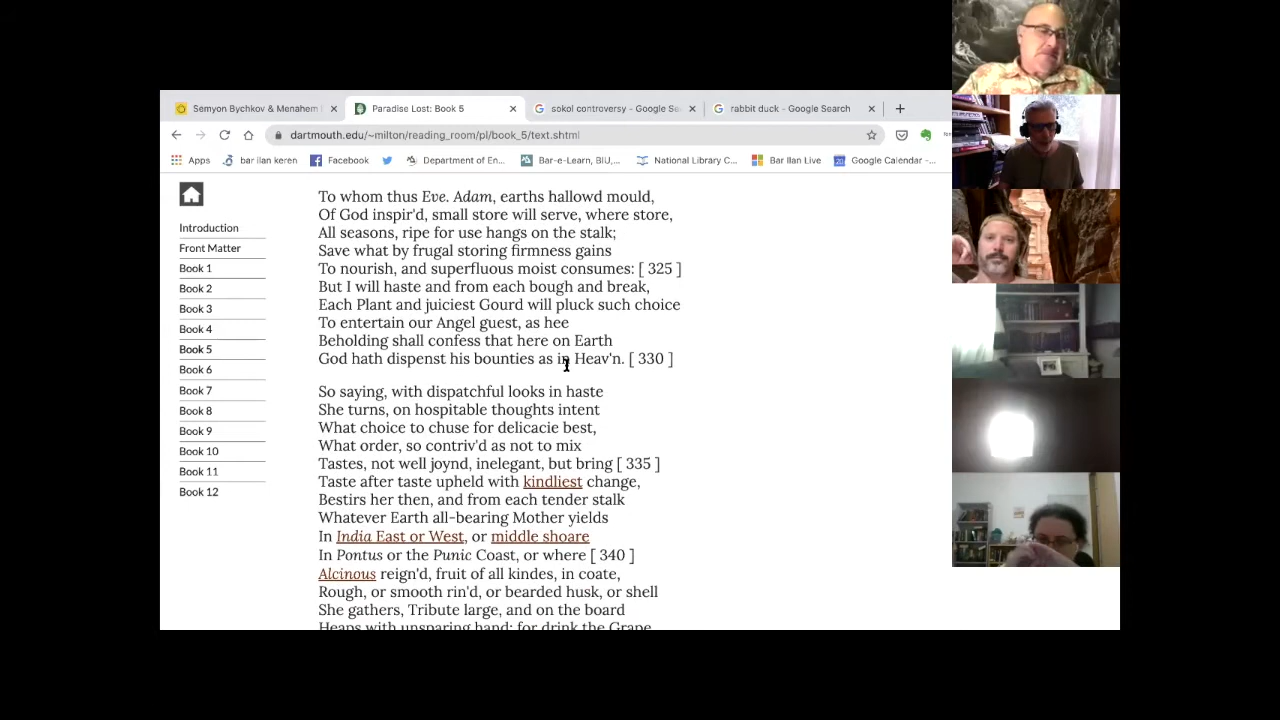 Semyon Bychkov & Menahem
Paradise Lost: Book 5
sokol controversy - Google Se
rabbit duck - Google Search
dartmouth.edu/~milton/reading_room/pl/book_5/text.shtml
Apps
bar ilan keren
Facebook
Department of En...
Bar-e-Learn, BIU,...
National Library C...
Bar Ilan Live
Google Calendar -...
Introduction
Front Matter
Book 1
Book 2
Book 3
Book 4
Book 5
Book 6
Book 7
Book 8
Book 9
Book 10
Book 11
Book 12
To whom thus Eve. Adam, earths hallowd mould,
Of God inspir'd, small store will serve, where store,
All seasons, ripe for use hangs on the stalk;
Save what by frugal storing firmness gains
To nourish, and superfluous moist consumes: [ 325 ]
But I will haste and from each bough and break,
Each Plant and juiciest Gourd will pluck such choice
To entertain our Angel guest, as hee
Beholding shall confess that here on Earth
God hath dispenst his bounties as in Heav'n. [ 330 ]
So saying, with dispatchful looks in haste
She turns, on hospitable thoughts intent
What choice to chuse for delicacie best,
What order, so contriv'd as not to mix
Tastes, not well joynd, inelegant, but bring [ 335 ]
Taste after taste upheld with kindliest change,
Bestirs her then, and from each tender stalk
Whatever Earth all-bearing Mother yields
In India East or West, or middle shoare
In Pontus or the Punic Coast, or where [ 340 ]
Alcinous reign'd, fruit of all kindes, in coate,
Rough, or smooth rin'd, or bearded husk, or shell
She gathers, Tribute large, and on the board
Heaps with unsparing hand; for drink the Grape